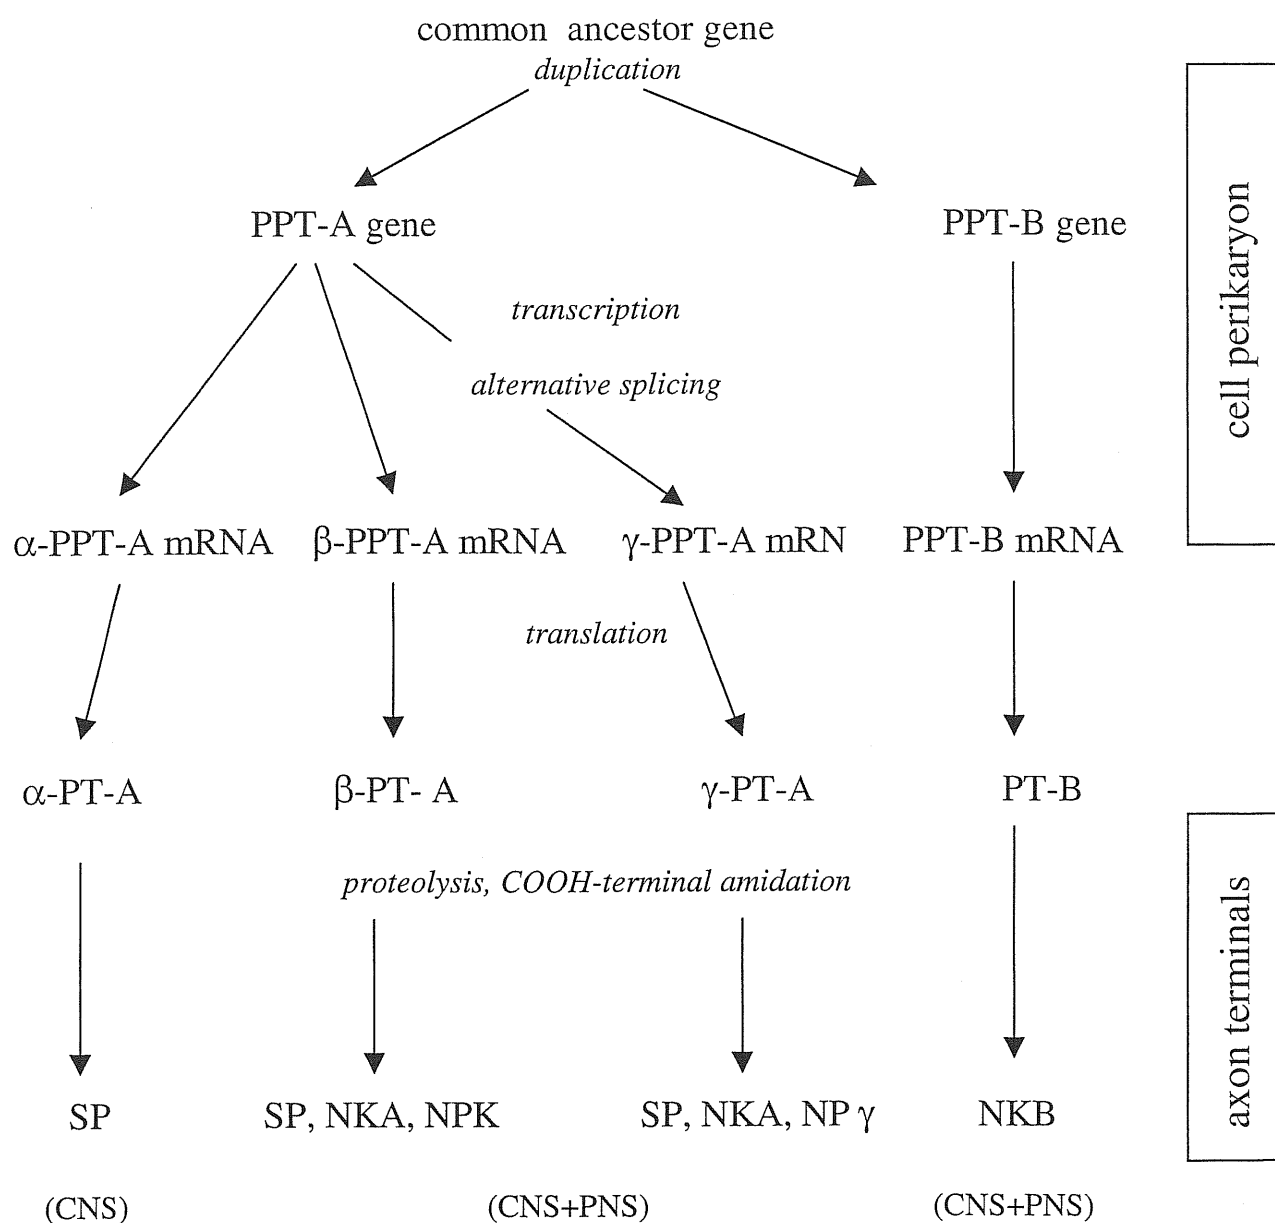 common ancestor gene
duplication
PPT-A gene
PPT-B gene
transcription
alternative splicing
cell perikaryon
α-PPT-A mRNA
β-PPT-A mRNA
γ-PPT-A mRN
PPT-B mRNA
translation
α-PT-A
β-PT- A
γ-PT-A
PT-B
proteolysis, COOH-terminal amidation
axon terminals
SP
SP, NKA, NPK
SP, NKA, NP γ
NKB
(CNS)
(CNS+PNS)
(CNS+PNS)